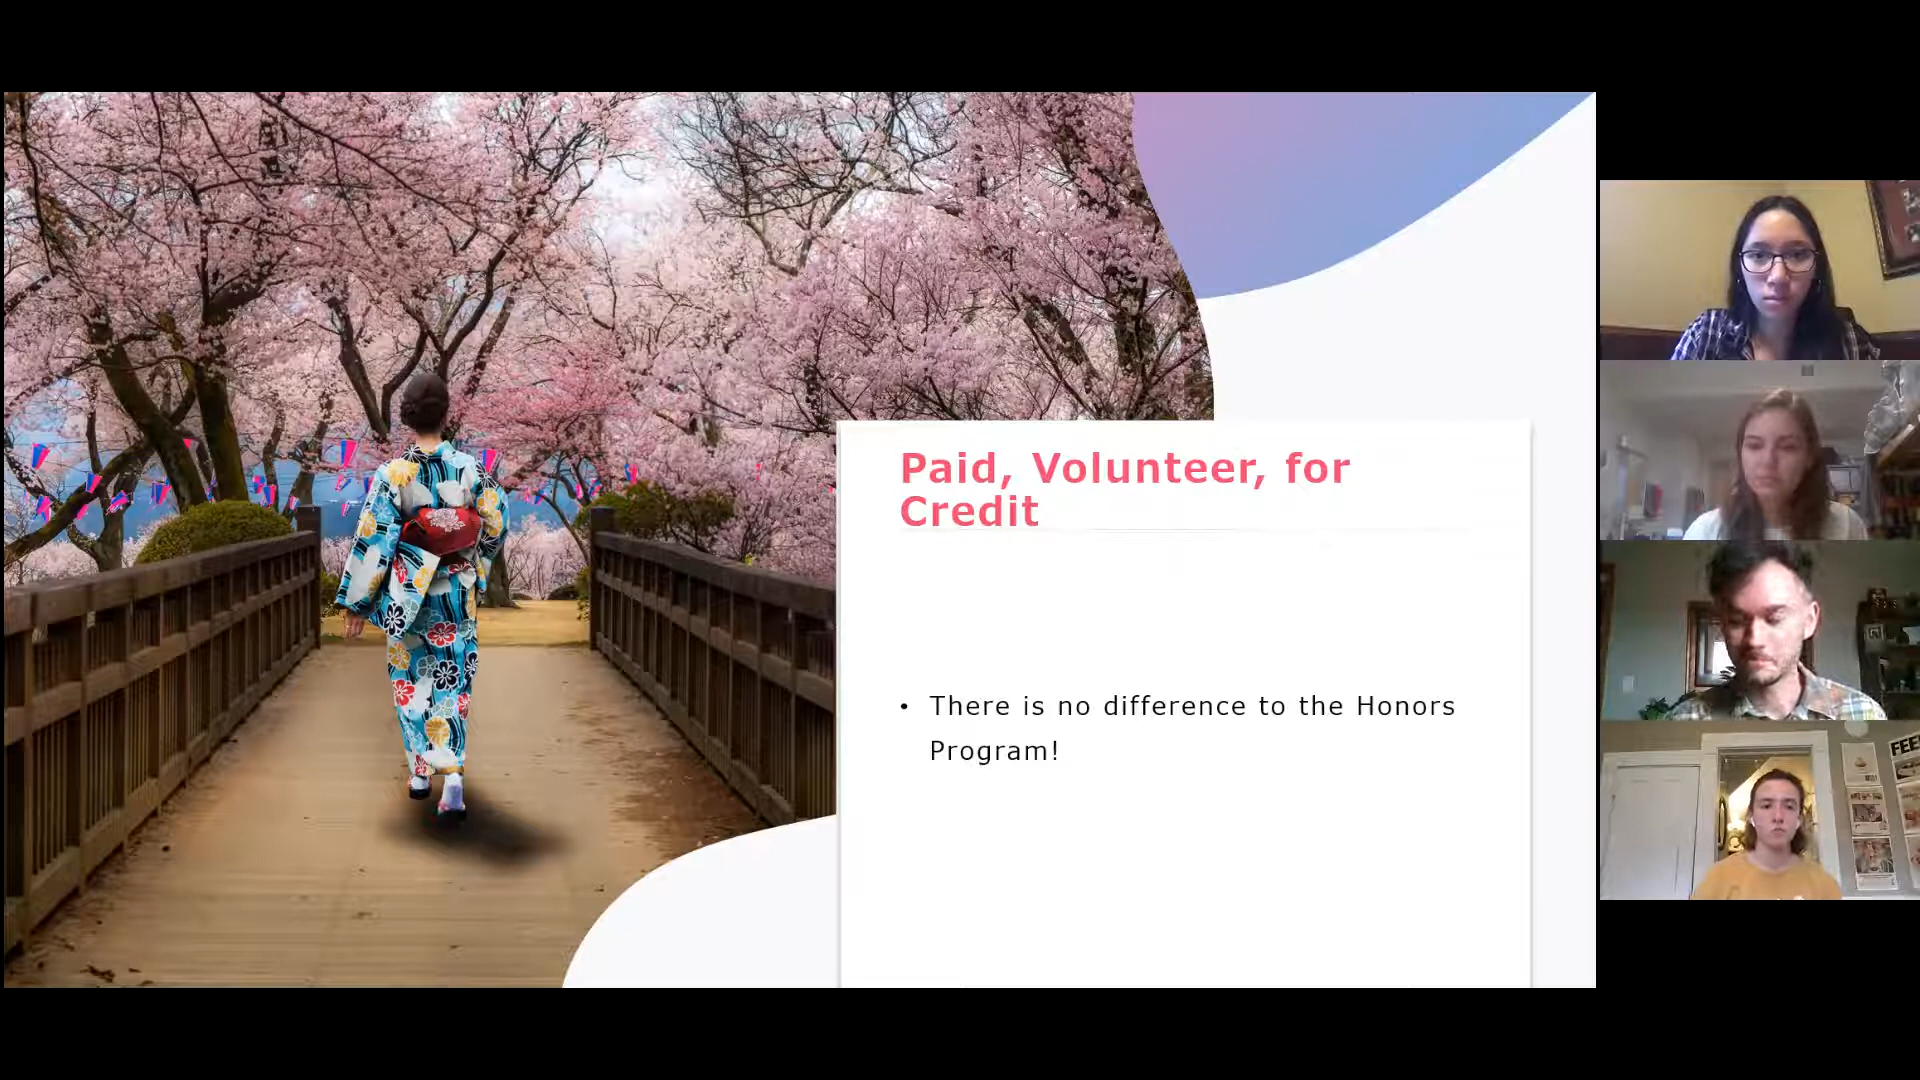 Paid, Volunteer, for
Credit
• There is no difference to the Honors
Program!